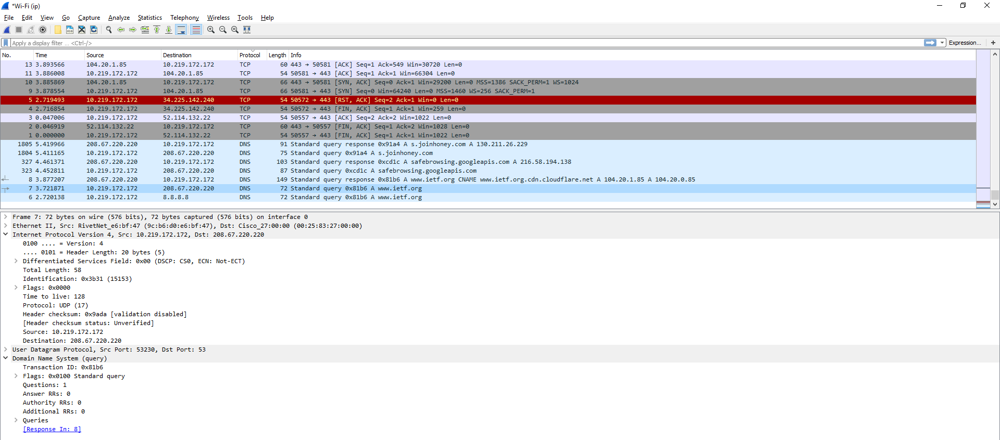 *Wi-Fi (ip)
File Edit View Go Capture Analyze Statistics Telephony Wireless Tools Help
Apply a display filter ... <Ctrl-/> Expression... +
No. Time Source Destination Protocol Length Info
13 3.893566 104.20.1.85 10.219.172.172 TCP 60 443 → 50581 [ACK] Seq=1 Ack=549 Win=30720 Len=0
11 3.886008 10.219.172.172 104.20.1.85 TCP 54 50581 → 443 [ACK] Seq=1 Ack=1 Win=66304 Len=0
10 3.885869 104.20.1.85 10.219.172.172 TCP 66 443 → 50581 [SYN, ACK] Seq=0 Ack=1 Win=29200 Len=0 MSS=1386 SACK_PERM=1 WS=1024
9 3.878554 10.219.172.172 104.20.1.85 TCP 66 50581 → 443 [SYN] Seq=0 Win=64240 Len=0 MSS=1460 WS=256 SACK_PERM=1
5 2.719493 10.219.172.172 34.225.142.240 TCP 54 50572 → 443 [RST, ACK] Seq=2 Ack=1 Win=0 Len=0
4 2.716854 10.219.172.172 34.225.142.240 TCP 54 50572 → 443 [FIN, ACK] Seq=1 Ack=1 Win=259 Len=0
3 0.047006 10.219.172.172 52.114.132.22 TCP 54 50557 → 443 [ACK] Seq=2 Ack=2 Win=1022 Len=0
2 0.046919 52.114.132.22 10.219.172.172 TCP 60 443 → 50557 [FIN, ACK] Seq=1 Ack=2 Win=1028 Len=0
1 0.000000 10.219.172.172 52.114.132.22 TCP 54 50557 → 443 [FIN, ACK] Seq=1 Ack=1 Win=1022 Len=0
1805 5.419966 208.67.220.220 10.219.172.172 DNS 91 Standard query response 0x91a4 A s.joinhoney.com A 130.211.26.229
1804 5.411165 10.219.172.172 208.67.220.220 DNS 75 Standard query 0x91a4 A s.joinhoney.com
327 4.461371 208.67.220.220 10.219.172.172 DNS 103 Standard query response 0xcd1c A safebrowsing.googleapis.com A 216.58.194.138
323 4.452811 10.219.172.172 208.67.220.220 DNS 87 Standard query 0xcd1c A safebrowsing.googleapis.com
8 3.877207 208.67.220.220 10.219.172.172 DNS 149 Standard query response 0x81b6 A www.ietf.org CNAME www.ietf.org.cdn.cloudflare.net A 104.20.1.85 A 104.20.0.85
7 3.721871 10.219.172.172 208.67.220.220 DNS 72 Standard query 0x81b6 A www.ietf.org
6 2.720138 10.219.172.172 8.8.8.8 DNS 72 Standard query 0x81b6 A www.ietf.org
Frame 7: 72 bytes on wire (576 bits), 72 bytes captured (576 bits) on interface 0
Ethernet II, Src: RivetNet_e6:bf:47 (9c:b6:d0:e6:bf:47), Dst: Cisco_27:00:00 (00:25:83:27:00:00)
Internet Protocol Version 4, Src: 10.219.172.172, Dst: 208.67.220.220
0100 .... = Version: 4
.... 0101 = Header Length: 20 bytes (5)
Differentiated Services Field: 0x00 (DSCP: CS0, ECN: Not-ECT)
Total Length: 58
Identification: 0x3b31 (15153)
Flags: 0x0000
Time to live: 128
Protocol: UDP (17)
Header checksum: 0x9ada [validation disabled]
[Header checksum status: Unverified]
Source: 10.219.172.172
Destination: 208.67.220.220
User Datagram Protocol, Src Port: 53230, Dst Port: 53
Domain Name System (query)
Transaction ID: 0x81b6
Flags: 0x0100 Standard query
Questions: 1
Answer RRs: 0
Authority RRs: 0
Additional RRs: 0
Queries
[Response In: 8]